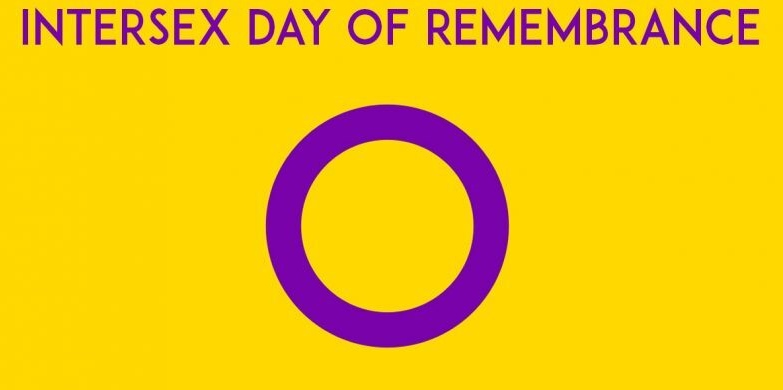 INTERSEX DAY OF REMEMBRANCE